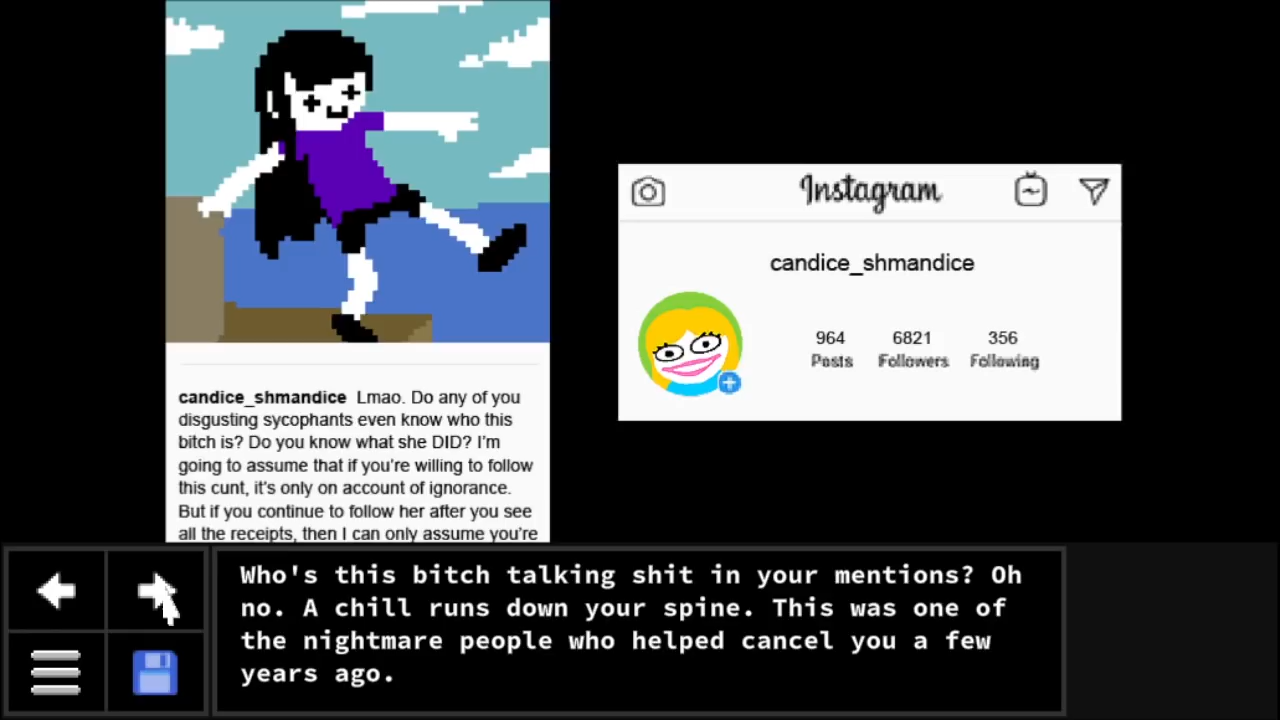 Instagram
candice_shmandice
964 6821 356
Posts Followers Following
candice_shmandice Lmao. Do any of you
disgusting sycophants even know who this
bitch is? Do you know what she DID? I'm
going to assume that if you're willing to follow
this cunt, it's only on account of ignorance.
But if you continue to follow her after you see
all the receipts, then I can only assume you're
Who's this bitch talking shit in your mentions? Oh
no. A chill runs down your spine. This was one of
the nightmare people who helped cancel you a few
years ago.